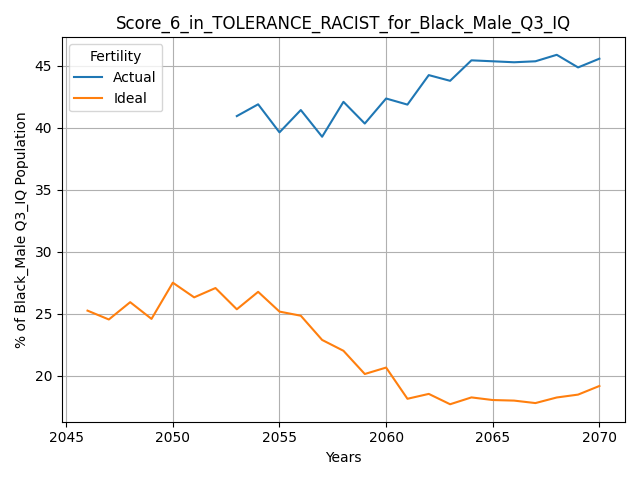 Score_6_in_TOLERANCE_RACIST_for_Black_Male_Q3_IQ
Fertility
Actual
Ideal
% of Black_Male Q3_IQ Population
45
40
35
30
25
20
2045
2050
2055
2060
2065
2070
Years